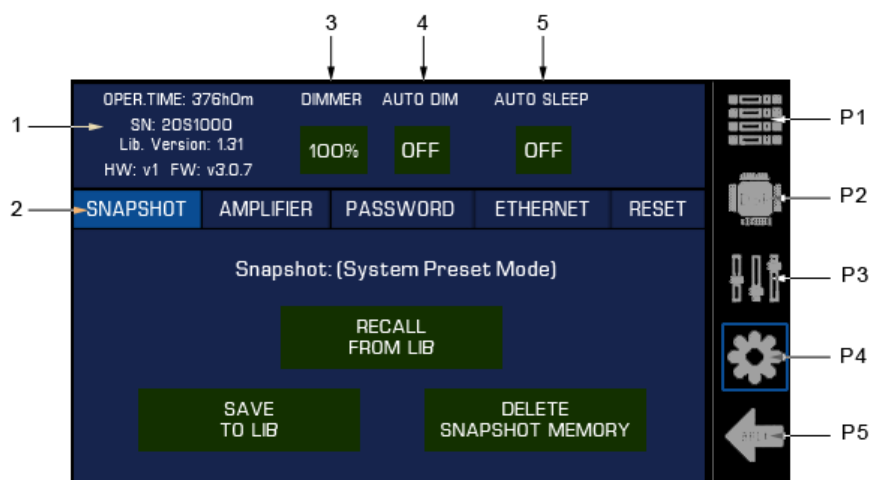 3 4 5
OPER.TIME: 376h0m DIMMER AUTO DIM AUTO SLEEP
1 SN: 20S1000
Lib. Version: 1.31 100% OFF OFF
HW: v1 FW: v3.0.7
P1
2 SNAPSHOT AMPLIFIER PASSWORD ETHERNET RESET
P2
Snapshot: (System Preset Mode)
P3
RECALL
FROM LIB
P4
SAVE DELETE
TO LIB SNAPSHOT MEMORY
P5